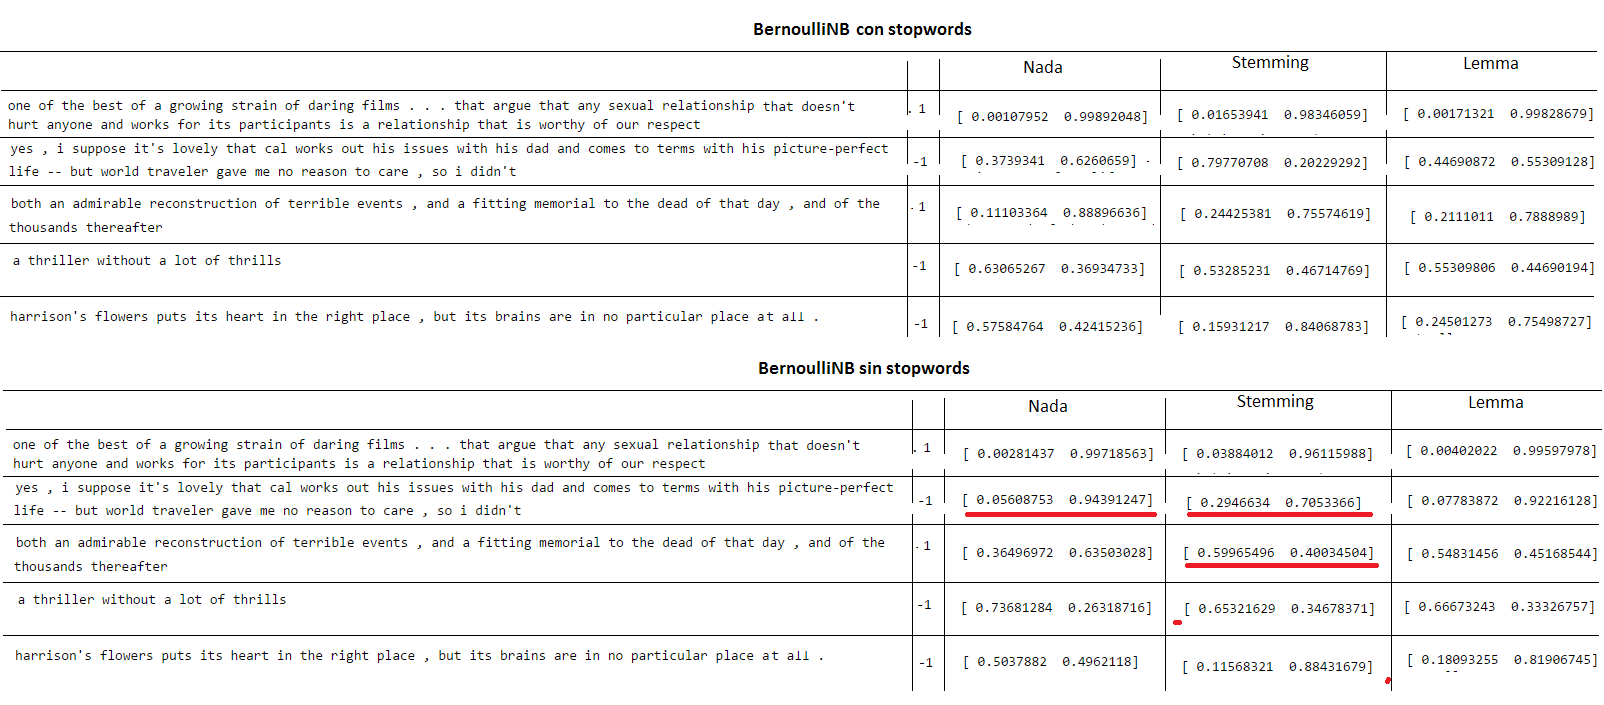 BernoulliNB con stopwords
Nada Stemming Lemma
one of the best of a growing strain of daring films . . . that argue that any sexual relationship that doesn't
hurt anyone and works for its participants is a relationship that is worthy of our respect
1 [ 0.00107952 0.99892048] [ 0.01653941 0.98346059] [ 0.00171321 0.99828679]
yes , i suppose it's lovely that cal works out his issues with his dad and comes to terms with his picture-perfect
life -- but world traveler gave me no reason to care , so i didn't
-1 [ 0.3739341 0.6260659] [ 0.79770708 0.20229292] [ 0.44690872 0.55309128]
both an admirable reconstruction of terrible events , and a fitting memorial to the dead of that day , and of the
thousands thereafter
1 [ 0.11103364 0.88896636] [ 0.24425381 0.75574619] [ 0.2111011 0.7888989]
a thriller without a lot of thrills
-1 [ 0.63065267 0.36934733] [ 0.53285231 0.46714769] [ 0.55309806 0.44690194]
harrison's flowers puts its heart in the right place , but its brains are in no particular place at all .
-1 [ 0.57584764 0.42415236] [ 0.15931217 0.84068783] [ 0.24501273 0.75498727]
BernoulliNB sin stopwords
Nada Stemming Lemma
one of the best of a growing strain of daring films . . . that argue that any sexual relationship that doesn't
hurt anyone and works for its participants is a relationship that is worthy of our respect
1 [ 0.00281437 0.99718563] [ 0.03884012 0.96115988] [ 0.00402022 0.99597978]
yes , i suppose it's lovely that cal works out his issues with his dad and comes to terms with his picture-perfect
life -- but world traveler gave me no reason to care , so i didn't
-1 [ 0.05608753 0.94391247] [ 0.2946634 0.7053366] [ 0.07783872 0.92216128]
both an admirable reconstruction of terrible events , and a fitting memorial to the dead of that day , and of the
thousands thereafter
1 [ 0.36496972 0.63503028] [ 0.59965496 0.40034504] [ 0.54831456 0.45168544]
a thriller without a lot of thrills
-1 [ 0.73681284 0.26318716] [ 0.65321629 0.34678371] [ 0.66673243 0.33326757]
harrison's flowers puts its heart in the right place , but its brains are in no particular place at all .
-1 [ 0.5037882 0.4962118] [ 0.11568321 0.88431679] [ 0.18093255 0.81906745]